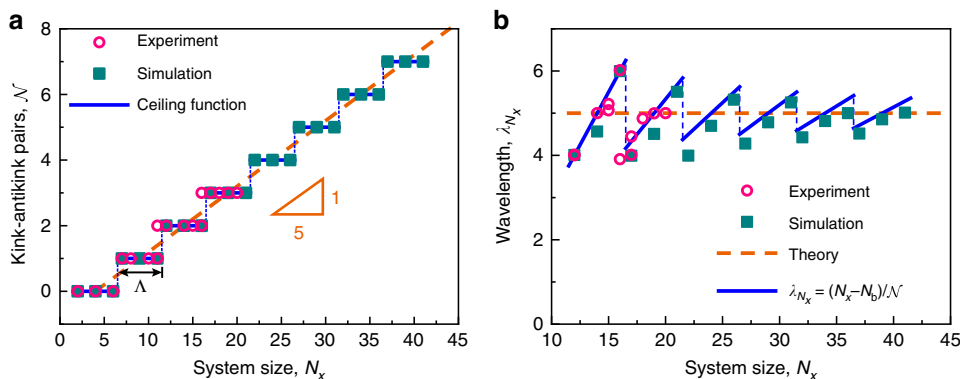 a
Experiment
Simulation
Ceiling function
Kink-antikink pairs, 𝒩
8
6
4
2
0
1
5
Λ
0 5 10 15 20 25 30 35 40 45
System size, Nx
b
Wavelength, λNx
6
4
2
0
Experiment
Simulation
Theory
λNx = (Nx–Nb)/𝒩
10 15 20 25 30 35 40 45
System size, Nx